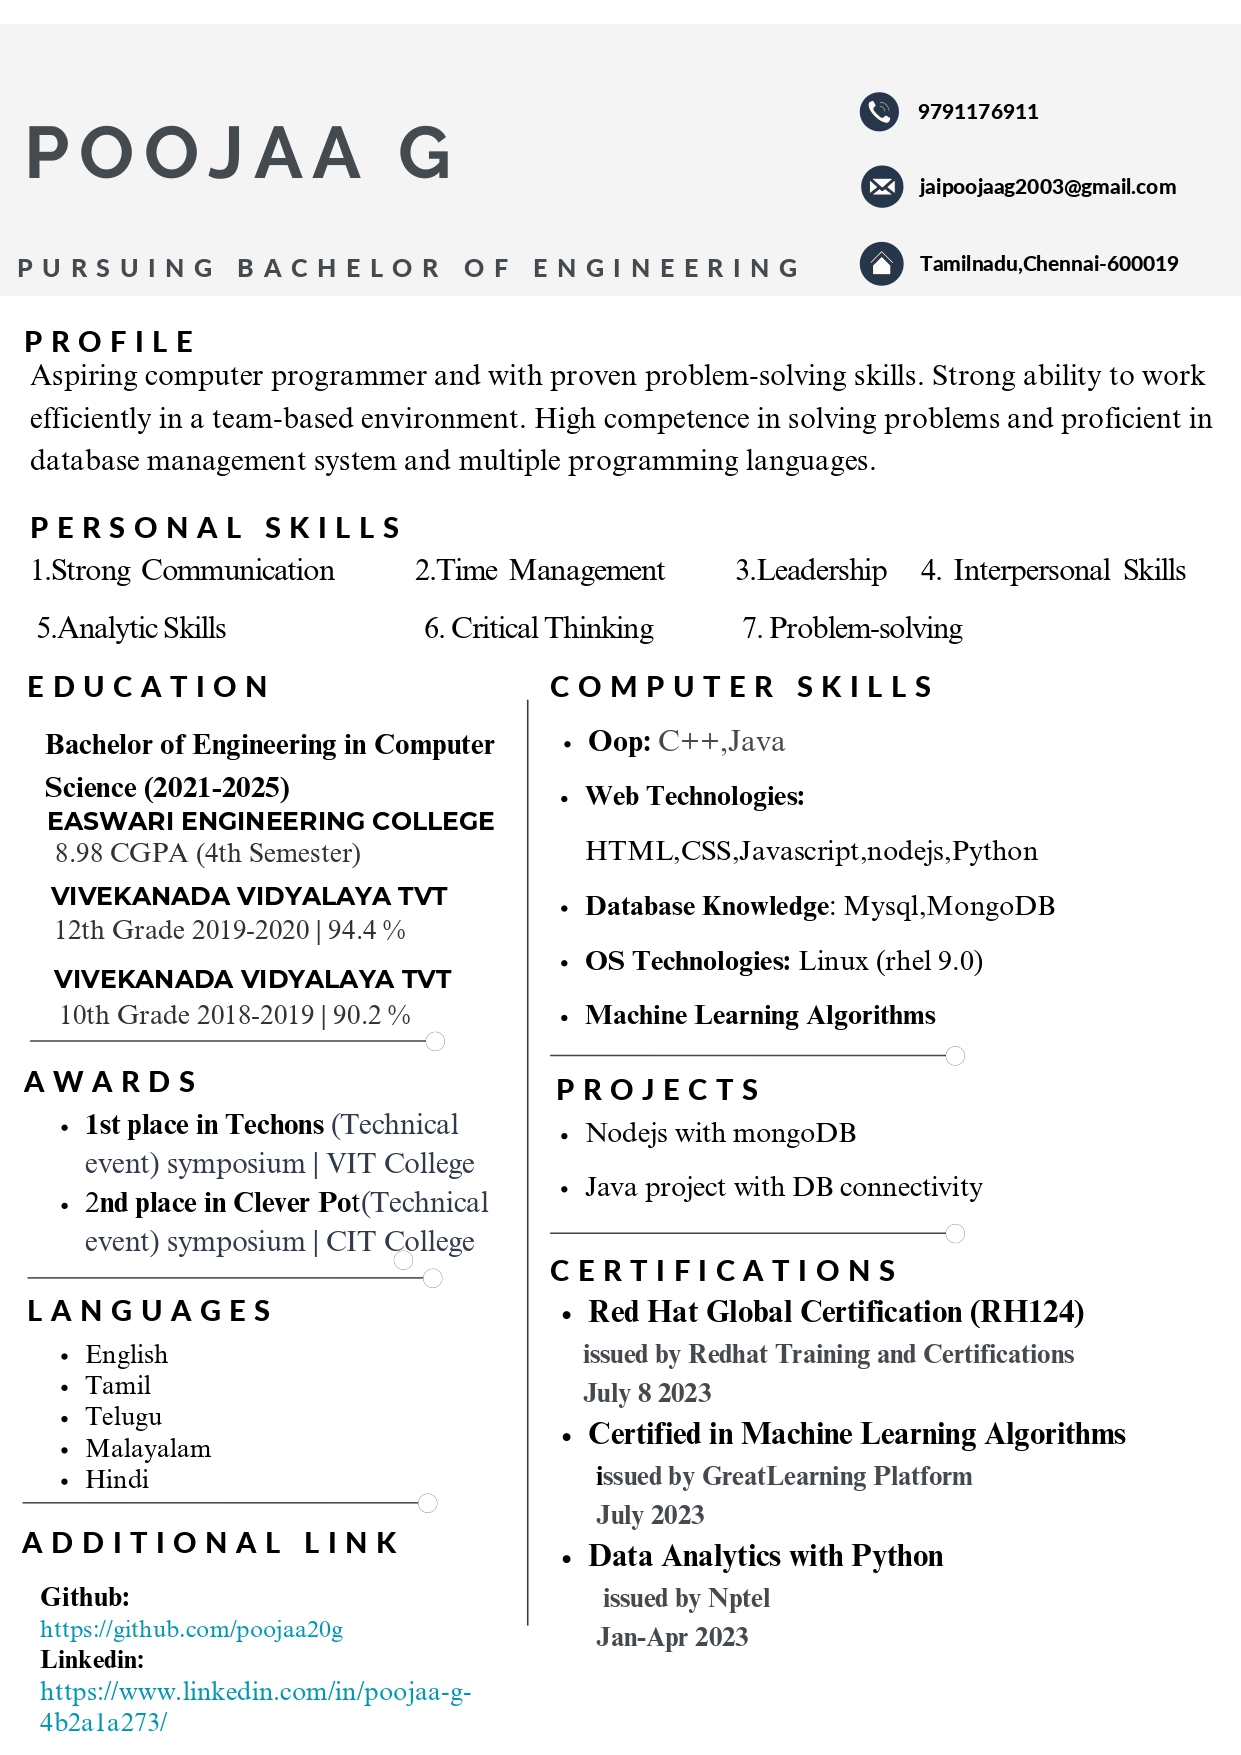 POOJAA G
PURSUING BACHELOR OF ENGINEERING
9791176911
jaipoojaag2003@gmail.com
Tamilnadu,Chennai-600019
PROFILE
Aspiring computer programmer and with proven problem-solving skills. Strong ability to work
efficiently in a team-based environment. High competence in solving problems and proficient in
database management system and multiple programming languages.
PERSONAL SKILLS
1.Strong Communication 2.Time Management 3.Leadership 4. Interpersonal Skills
5.Analytic Skills 6. Critical Thinking 7. Problem-solving
EDUCATION
Bachelor of Engineering in Computer
Science (2021-2025)
EASWARI ENGINEERING COLLEGE
8.98 CGPA (4th Semester)
VIVEKANADA VIDYALAYA TVT
12th Grade 2019-2020 | 94.4 %
VIVEKANADA VIDYALAYA TVT
10th Grade 2018-2019 | 90.2 %
AWARDS
• 1st place in Techons (Technical
event) symposium | VIT College
• 2nd place in Clever Pot(Technical
event) symposium | CIT College
LANGUAGES
• English
• Tamil
• Telugu
• Malayalam
• Hindi
ADDITIONAL LINK
Github:
https://github.com/poojaa20g
Linkedin:
https://www.linkedin.com/in/poojaa-g-
4b2a1a273/
COMPUTER SKILLS
• Oop: C++,Java
• Web Technologies:
HTML,CSS,Javascript,nodejs,Python
• Database Knowledge: Mysql,MongoDB
• OS Technologies: Linux (rhel 9.0)
• Machine Learning Algorithms
PROJECTS
• Nodejs with mongoDB
• Java project with DB connectivity
CERTIFICATIONS
• Red Hat Global Certification (RH124)
issued by Redhat Training and Certifications
July 8 2023
• Certified in Machine Learning Algorithms
issued by GreatLearning Platform
July 2023
• Data Analytics with Python
issued by Nptel
Jan-Apr 2023